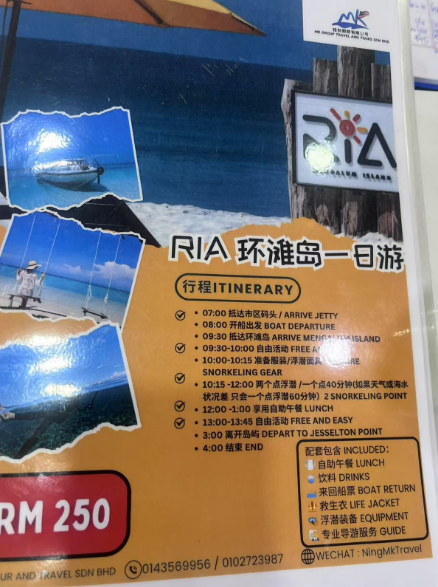 MK GROUP TRAVEL AND TOURS SDN BHD
RiA
ISLAND
RIA 环滩岛一日游
行程ITINERARY
07:00 抵达市区码头 / ARRIVE JETTY
08:00 开船出发 BOAT DEPARTURE
09:30 抵达环滩岛 ARRIVE MENGALUM ISLAND
09:30-10:00 自由活动 FREE AND
10:00-10:15 准备服装/浮潜面具
SNORKELING GEAR
10:15-12:00 两个点浮潜 /一个点40分钟(如果天气或海水
状况差 只会一个点浮潜60分钟) 2 SNORKELING POINT
12:00 -1:00 享用自助午餐 LUNCH
13:00-13:45 自由活动 FREE AND EASY
3:00 离开岛屿 DEPART TO JESSELTON POINT
4:00 结束 END
配套包含 INCLUDED:
自助午餐 LUNCH
饮料 DRINKS
来回船票 BOAT RETURN
救生衣 LIFE JACKET
浮潜装备 EQUIPMENT
专业导游服务 GUIDE
RM 250
UR AND TRAVEL SDN BHD 0143569956 / 0102723987
WECHAT : NingMkTravel